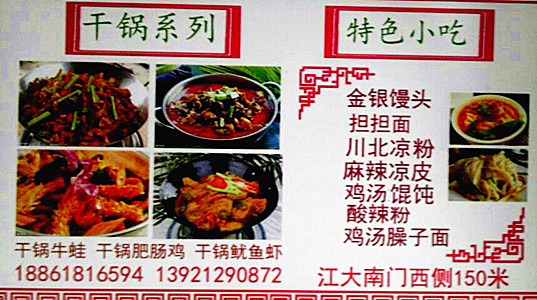 干锅系列
干锅牛蛙 干锅肥肠鸡 干锅鱿鱼虾
18861816594 13921290872
特色小吃
金银馒头
担担面
川北凉粉
麻辣凉皮
鸡汤馄饨
酸辣粉
鸡汤臊子面
江大南门西侧150米